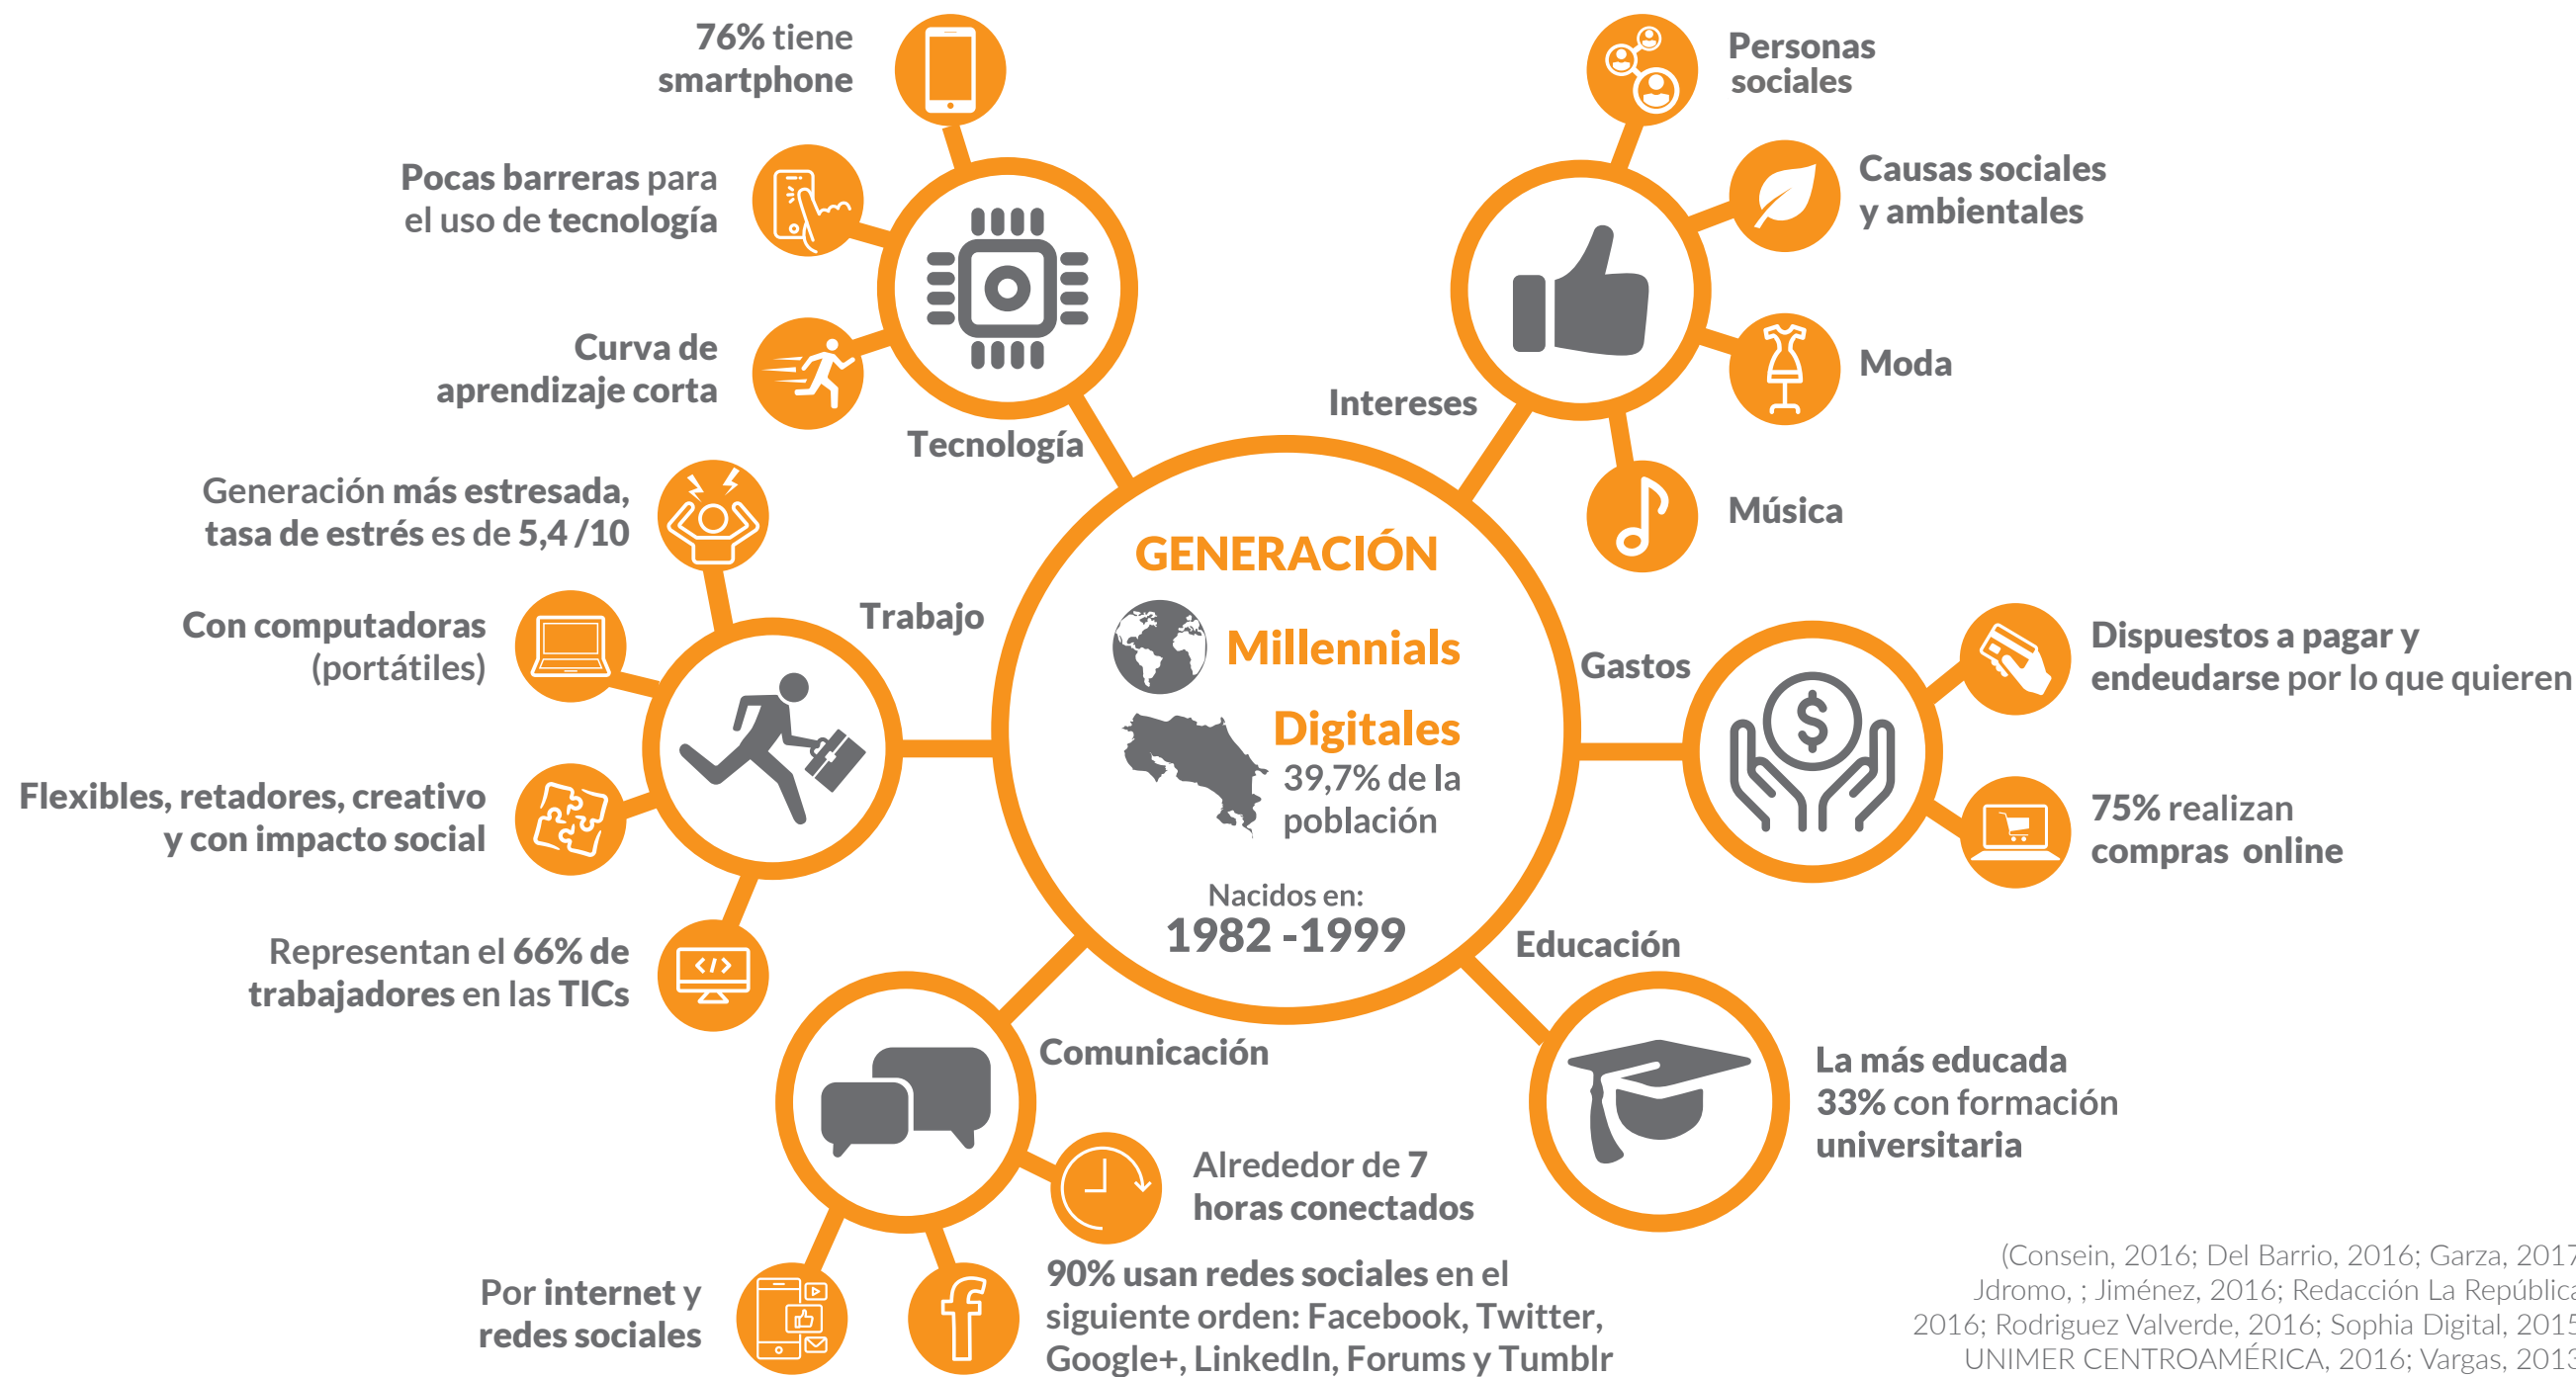 76% tiene
smartphone
Pocas barreras para
el uso de tecnología
Curva de
aprendizaje corta
Tecnología
Personas
sociales
Causas sociales
y ambientales
Moda
Música
Intereses
Generación más estresada,
tasa de estrés es de 5,4 /10
Con computadoras
(portátiles)
Flexibles, retadores, creativo
y con impacto social
Representan el 66% de
trabajadores en las TICs
Trabajo
GENERACIÓN
Millennials
Digitales
39,7% de la
población
Nacidos en:
1982 -1999
Gastos
$
Dispuestos a pagar y
endeudarse por lo que quieren
75% realizan
compras online
Educación
La más educada
33% con formación
universitaria
Comunicación
Alrededor de 7
horas conectados
90% usan redes sociales en el
siguiente orden: Facebook, Twitter,
Google+, LinkedIn, Forums y Tumblr
f
Por internet y
redes sociales
(Consein, 2016; Del Barrio, 2016; Garza, 2017
Jdromo, ; Jiménez, 2016; Redacción La República
2016; Rodriguez Valverde, 2016; Sophia Digital, 2015
UNIMER CENTROAMÉRICA, 2016; Vargas, 2013